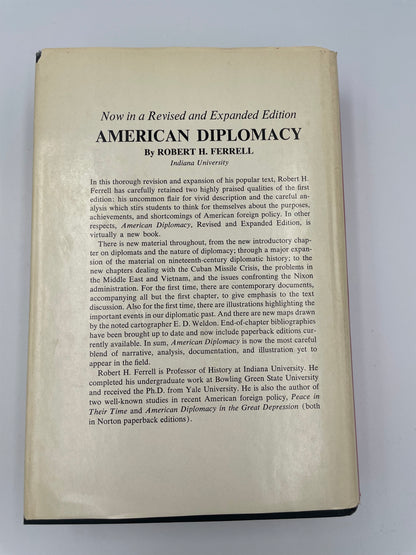 Now in a Revised and Expanded Edition
AMERICAN DIPLOMACY
By ROBERT H. FERRELL
Indiana University
In this thorough revision and expansion of his popular text, Robert H.
Ferrell has carefully retained two highly praised qualities of the first
edition: his uncommon flair for vivid description and the careful an-
alysis which stirs students to think for themselves about the purposes,
achievements, and shortcomings of American foreign policy. In other
respects, American Diplomacy, Revised and Expanded Edition, is
virtually a new book.
There is new material throughout, from the new introductory chap-
ter on diplomats and the nature of diplomacy; through a major expan-
sion of the material on nineteenth-century diplomatic history; to the
new chapters dealing with the Cuban Missile Crisis, the problems in
the Middle East and Vietnam, and the issues confronting the Nixon
administration. For the first time, there are contemporary documents,
accompanying all but the first chapter, to give emphasis to the text
discussion. Also for the first time, there are illustrations highlighting the
important events in our diplomatic past. And there are new maps drawn
by the noted cartographer E. D. Weldon. End-of-chapter bibliographies
have been brought up to date and now include paperback editions cur-
rently available. In sum, American Diplomacy is now the most careful
blend of narrative, analysis, documentation, and illustration yet to
appear in the field.
Robert H. Ferrell is Professor of History at Indiana University. He
completed his undergraduate work at Bowling Green State University
and received the Ph.D. from Yale University. He is also the author of
two well-known studies in recent American foreign policy, Peace in
Their Time and American Diplomacy in the Great Depression (both
in Norton paperback editions).